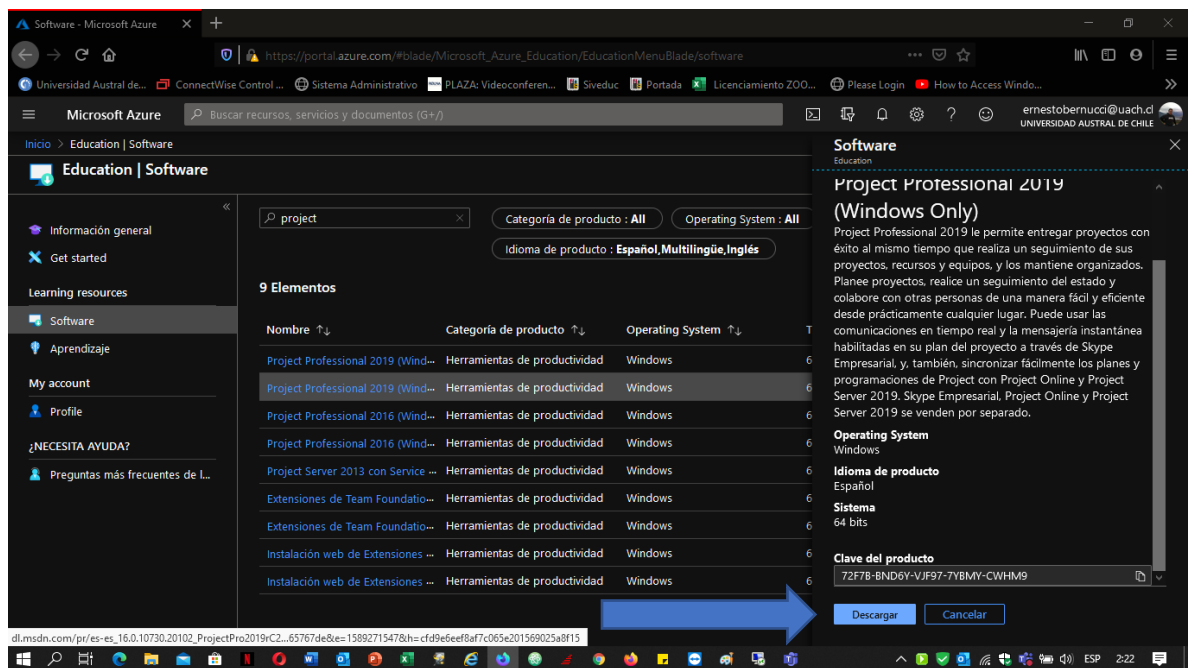 Software - Microsoft Azure
https://portal.azure.com/#blade/Microsoft_Azure_Education/EducationMenuBlade/software
Universidad Austral de... ConnectWise Control ... Sistema Administrativo PLAZA: Videoconferen... Siveduc Portada Licenciamiento ZOO... Please Login How to Access Windo...
Microsoft Azure
Buscar recursos, servicios y documentos (G+/)
ernestobernucci@uach.cl
UNIVERSIDAD AUSTRAL DE CHILE
Inicio > Education | Software
Education | Software
Información general
Get started
Learning resources
Software
Aprendizaje
My account
Profile
¿NECESITA AYUDA?
Preguntas más frecuentes de l...
project
Categoría de producto : All
Operating System : All
Idioma de producto : Español,Multilingüe,Inglés
9 Elementos
Nombre ↑↓ Categoría de producto ↑↓ Operating System ↑↓ T
Project Professional 2019 (Wind... Herramientas de productividad Windows 6
Project Professional 2019 (Wind... Herramientas de productividad Windows 6
Project Professional 2016 (Wind... Herramientas de productividad Windows 6
Project Professional 2016 (Wind... Herramientas de productividad Windows 6
Project Server 2013 con Service ... Herramientas de productividad Windows 6
Extensiones de Team Foundatio... Herramientas de productividad Windows 6
Extensiones de Team Foundatio... Herramientas de productividad Windows 6
Instalación web de Extensiones ... Herramientas de productividad Windows 6
Instalación web de Extensiones ... Herramientas de productividad Windows 6
Software
Education
Project Professional 2019
(Windows Only)
Project Professional 2019 le permite entregar proyectos con
éxito al mismo tiempo que realiza un seguimiento de sus
proyectos, recursos y equipos, y los mantiene organizados.
Planee proyectos, realice un seguimiento del estado y
colabore con otras personas de una manera fácil y eficiente
desde prácticamente cualquier lugar. Puede usar las
comunicaciones en tiempo real y la mensajería instantánea
habilitadas en su plan del proyecto a través de Skype
Empresarial, y, también, sincronizar fácilmente los planes y
programaciones de Project con Project Online y Project
Server 2019. Skype Empresarial, Project Online y Project
Server 2019 se venden por separado.
Operating System
Windows
Idioma de producto
Español
Sistema
64 bits
Clave del producto
72F7B-BND6Y-VJF97-7YBMY-CWHM9
Descargar
Cancelar
dl.msdn.com/pr/es-es_16.0.10730.20102_ProjectPro2019rC2...65767de&e=1589271547&h=cfd9e6eef8af7c065e201569025a8f15
ESP 2:22